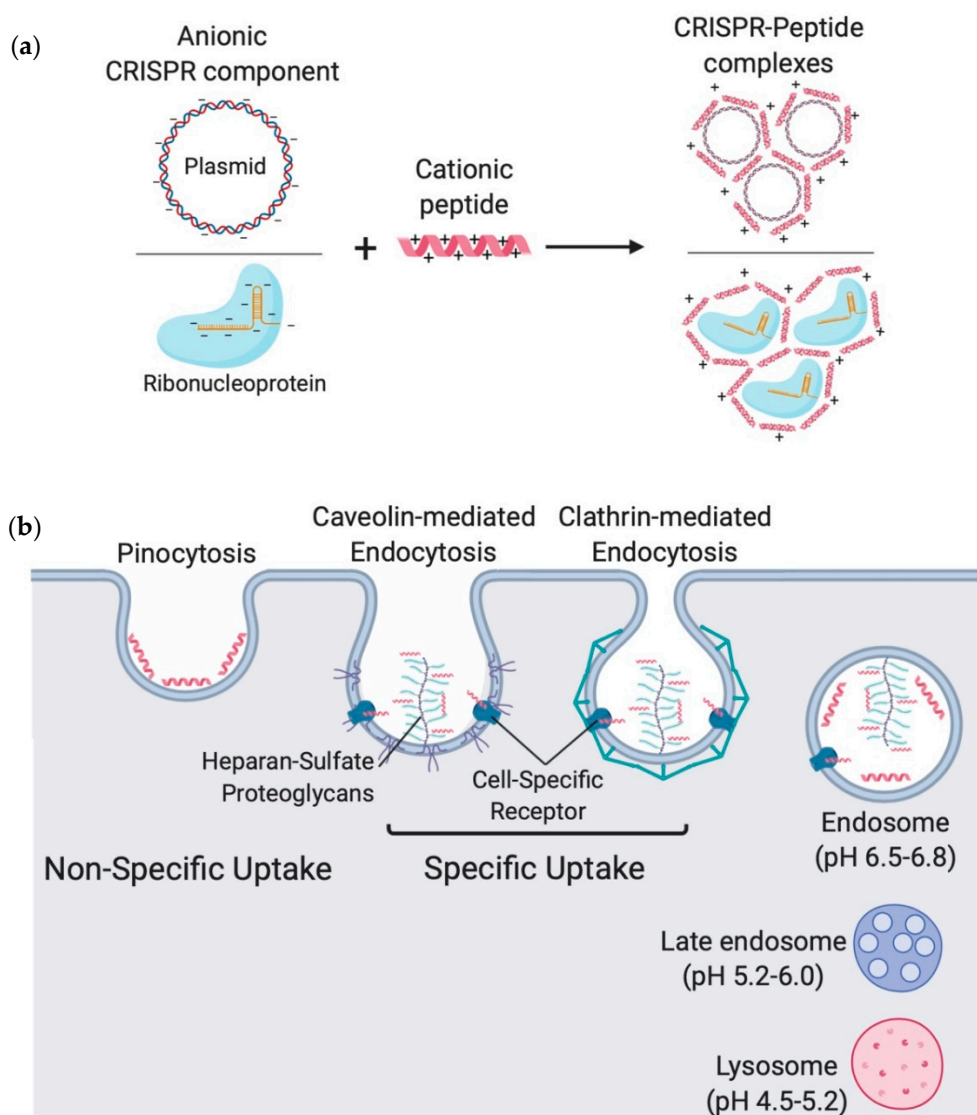 (a)
Anionic
CRISPR component
Plasmid
Ribonucleoprotein
+
Cationic
peptide
CRISPR-Peptide
complexes
(b)
Pinocytosis
Caveolin-mediated
Endocytosis
Clathrin-mediated
Endocytosis
Heparan-Sulfate
Proteoglycans
Cell-Specific
Receptor
Non-Specific Uptake
Specific Uptake
Endosome
(pH 6.5-6.8)
Late endosome
(pH 5.2-6.0)
Lysosome
(pH 4.5-5.2)